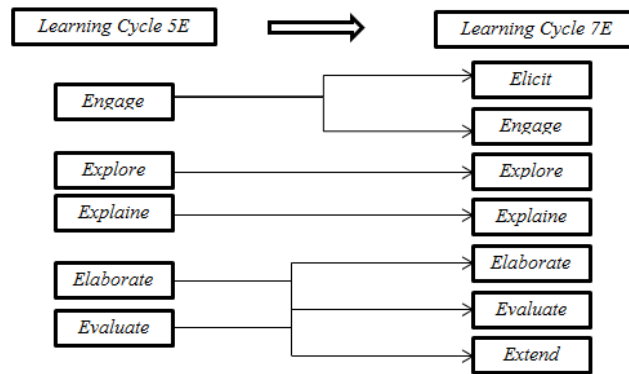 Learning Cycle 5E
Learning Cycle 7E
Engage
Elicit
Engage
Explore
Explore
Explaine
Explaine
Elaborate
Elaborate
Evaluate
Evaluate
Extend